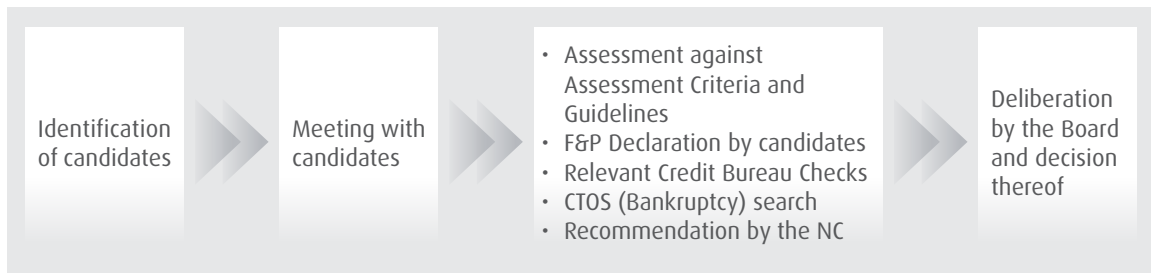 Identification
of candidates
Meeting with
candidates
• Assessment against
Assessment Criteria and
Guidelines
• F&P Declaration by candidates
• Relevant Credit Bureau Checks
• CTOS (Bankruptcy) search
• Recommendation by the NC
Deliberation
by the Board
and decision
thereof